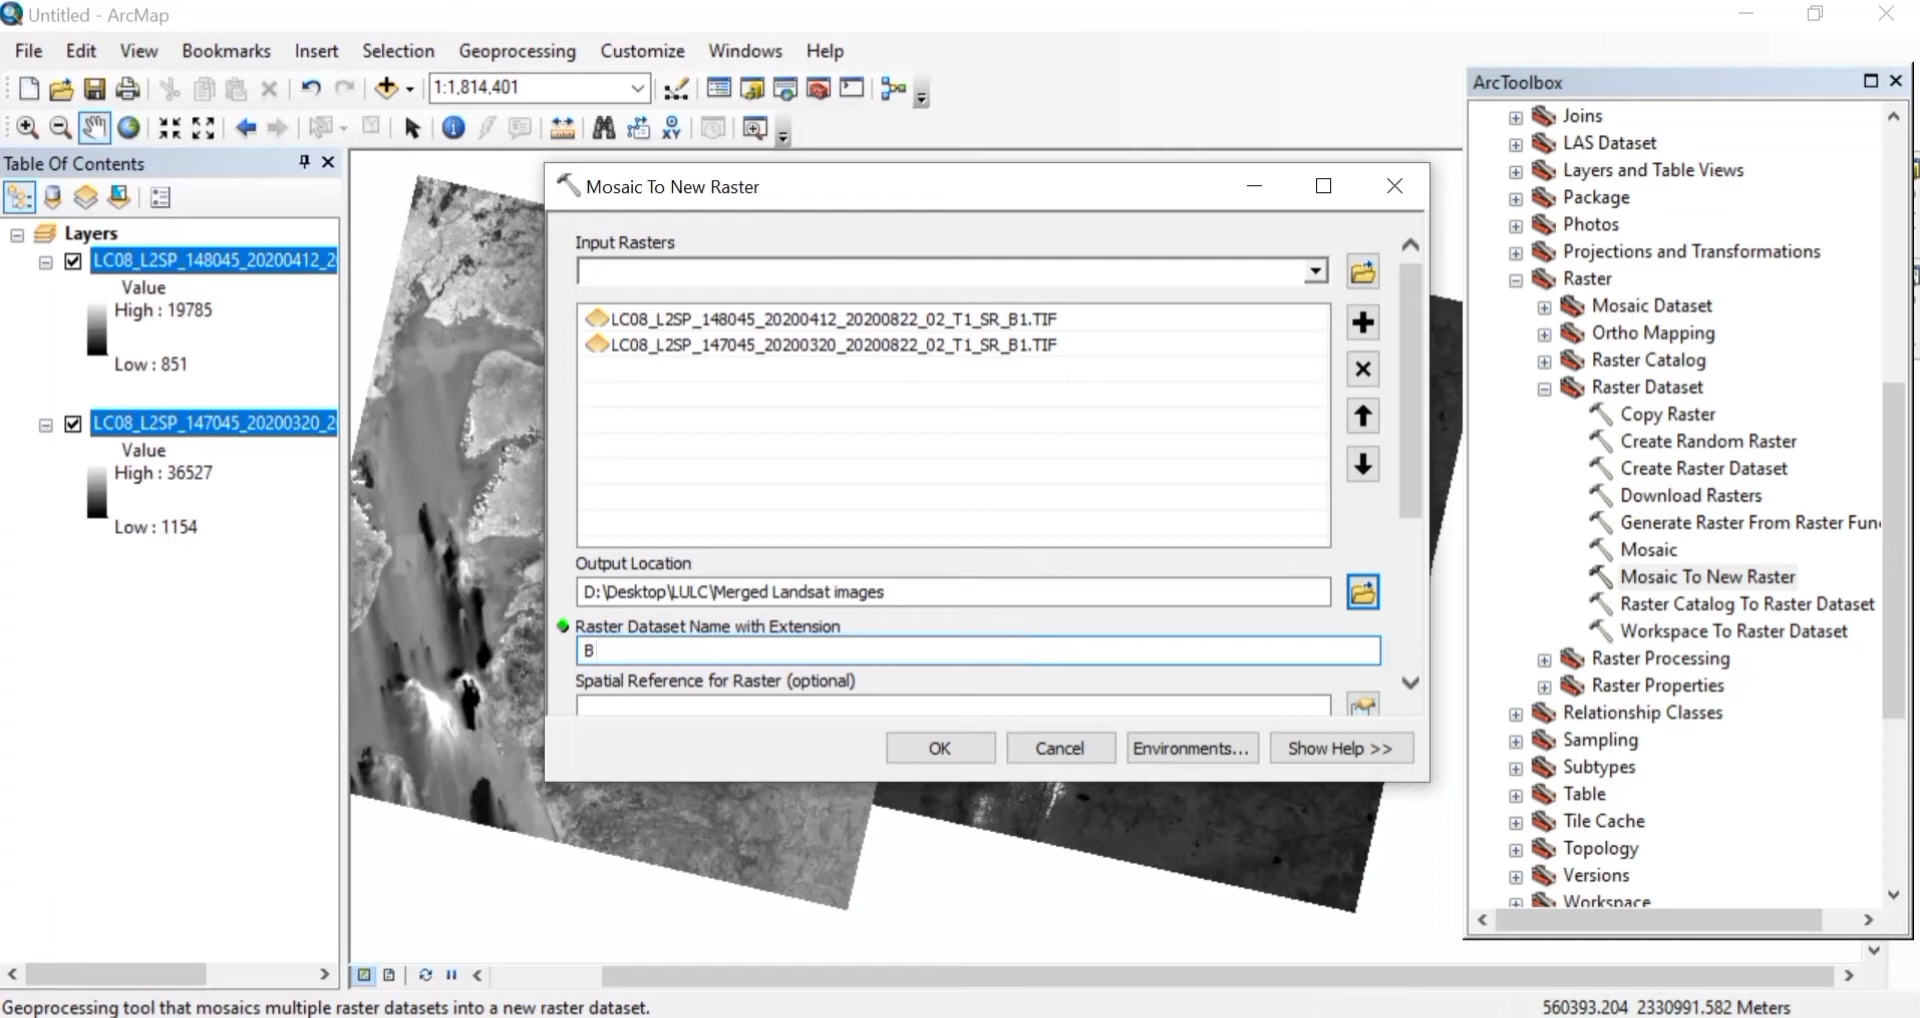 Untitled - ArcMap
File Edit View Bookmarks Insert Selection Geoprocessing Customize Windows Help
1:1,814,401
Table Of Contents
Layers
LC08_L2SP_148045_20200412_2
Value
High : 19785
Low : 851
LC08_L2SP_147045_20200320_2
Value
High : 36527
Low : 1154
Mosaic To New Raster
Input Rasters
LC08_L2SP_148045_20200412_20200822_02_T1_SR_B1.TIF
LC08_L2SP_147045_20200320_20200822_02_T1_SR_B1.TIF
Output Location
D:\Desktop\LULC\Merged Landsat images
Raster Dataset Name with Extension
B
Spatial Reference for Raster (optional)
OK Cancel Environments... Show Help >>
ArcToolbox
Joins
LAS Dataset
Layers and Table Views
Package
Photos
Projections and Transformations
Raster
Mosaic Dataset
Ortho Mapping
Raster Catalog
Raster Dataset
Copy Raster
Create Random Raster
Create Raster Dataset
Download Rasters
Generate Raster From Raster Fun
Mosaic
Mosaic To New Raster
Raster Catalog To Raster Dataset
Workspace To Raster Dataset
Raster Processing
Raster Properties
Relationship Classes
Sampling
Subtypes
Table
Tile Cache
Topology
Versions
Workspace
Geoprocessing tool that mosaics multiple raster datasets into a new raster dataset.
560393.204 2330991.582 Meters